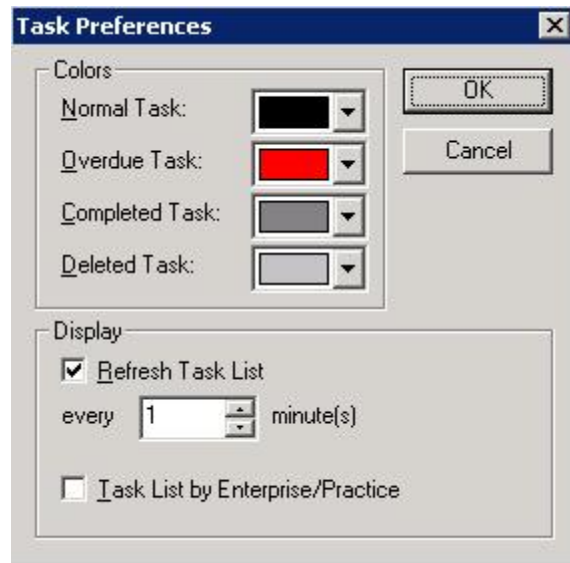 Task Preferences
Colors
Normal Task:
Overdue Task:
Completed Task:
Deleted Task:
OK
Cancel
Display
Refresh Task List
every 1 minute(s)
Task List by Enterprise/Practice